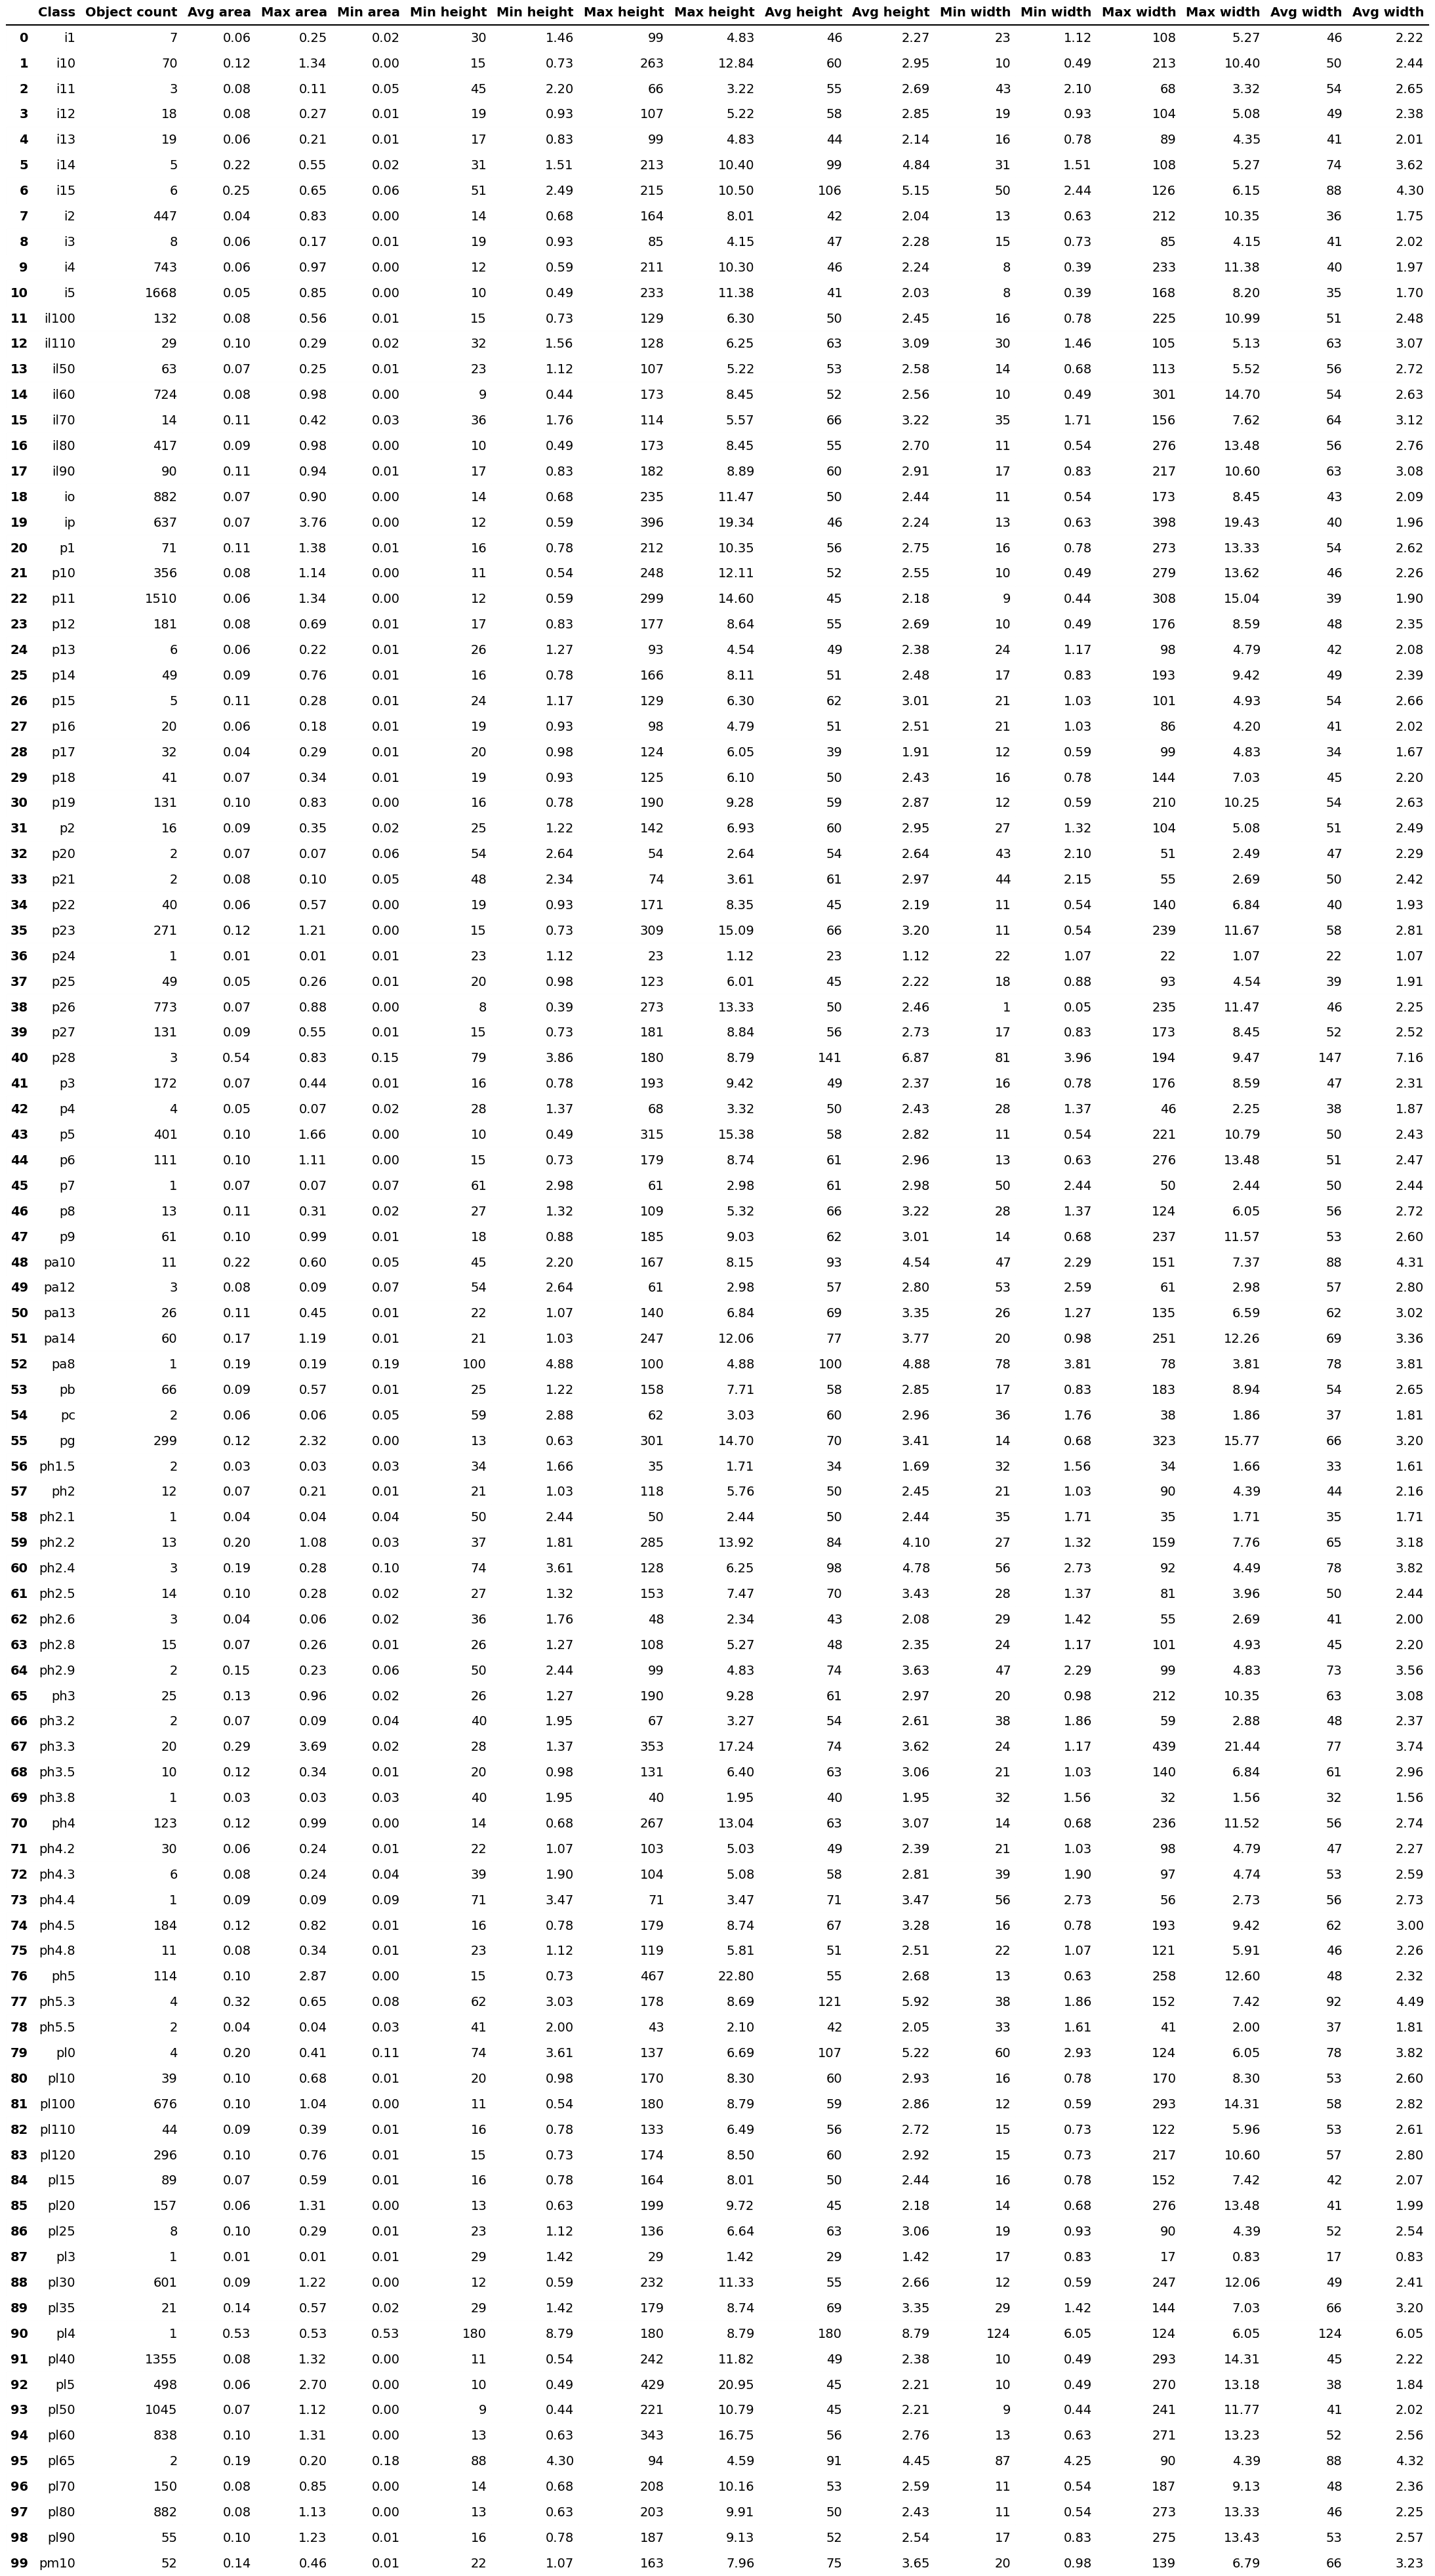 Class Object count Avg area Max area Min area Min height Min height Max height Max height Avg height Avg height Min width Min width Max width Max width Avg width Avg width
0 i1 7 0.06 0.25 0.02 30 1.46 99 4.83 46 2.27 23 1.12 108 5.27 46 2.22
1 i10 70 0.12 1.34 0.00 15 0.73 263 12.84 60 2.95 10 0.49 213 10.40 50 2.44
2 i11 3 0.08 0.11 0.05 45 2.20 66 3.22 55 2.69 43 2.10 68 3.32 54 2.65
3 i12 18 0.08 0.27 0.01 19 0.93 107 5.22 58 2.85 19 0.93 104 5.08 49 2.38
4 i13 19 0.06 0.21 0.01 17 0.83 99 4.83 44 2.14 16 0.78 89 4.35 41 2.01
5 i14 5 0.22 0.55 0.02 31 1.51 213 10.40 99 4.84 31 1.51 108 5.27 74 3.62
6 i15 6 0.25 0.65 0.06 51 2.49 215 10.50 106 5.15 50 2.44 126 6.15 88 4.30
7 i2 447 0.04 0.83 0.00 14 0.68 164 8.01 42 2.04 13 0.63 212 10.35 36 1.75
8 i3 8 0.06 0.17 0.01 19 0.93 85 4.15 47 2.28 15 0.73 85 4.15 41 2.02
9 i4 743 0.06 0.97 0.00 12 0.59 211 10.30 46 2.24 8 0.39 233 11.38 40 1.97
10 i5 1668 0.05 0.85 0.00 10 0.49 233 11.38 41 2.03 8 0.39 168 8.20 35 1.70
11 il100 132 0.08 0.56 0.01 15 0.73 129 6.30 50 2.45 16 0.78 225 10.99 51 2.48
12 il110 29 0.10 0.29 0.02 32 1.56 128 6.25 63 3.09 30 1.46 105 5.13 63 3.07
13 il50 63 0.07 0.25 0.01 23 1.12 107 5.22 53 2.58 14 0.68 113 5.52 56 2.72
14 il60 724 0.08 0.98 0.00 9 0.44 173 8.45 52 2.56 10 0.49 301 14.70 54 2.63
15 il70 14 0.11 0.42 0.03 36 1.76 114 5.57 66 3.22 35 1.71 156 7.62 64 3.12
16 il80 417 0.09 0.98 0.00 10 0.49 173 8.45 55 2.70 11 0.54 276 13.48 56 2.76
17 il90 90 0.11 0.94 0.01 17 0.83 182 8.89 60 2.91 17 0.83 217 10.60 63 3.08
18 io 882 0.07 0.90 0.00 14 0.68 235 11.47 50 2.44 11 0.54 173 8.45 43 2.09
19 ip 637 0.07 3.76 0.00 12 0.59 396 19.34 46 2.24 13 0.63 398 19.43 40 1.96
20 p1 71 0.11 1.38 0.01 16 0.78 212 10.35 56 2.75 16 0.78 273 13.33 54 2.62
21 p10 356 0.08 1.14 0.00 11 0.54 248 12.11 52 2.55 10 0.49 279 13.62 46 2.26
22 p11 1510 0.06 1.34 0.00 12 0.59 299 14.60 45 2.18 9 0.44 308 15.04 39 1.90
23 p12 181 0.08 0.69 0.01 17 0.83 177 8.64 55 2.69 10 0.49 176 8.59 48 2.35
24 p13 6 0.06 0.22 0.01 26 1.27 93 4.54 49 2.38 24 1.17 98 4.79 42 2.08
25 p14 49 0.09 0.76 0.01 16 0.78 166 8.11 51 2.48 17 0.83 193 9.42 49 2.39
26 p15 5 0.11 0.28 0.01 24 1.17 129 6.30 62 3.01 21 1.03 101 4.93 54 2.66
27 p16 20 0.06 0.18 0.01 19 0.93 98 4.79 51 2.51 21 1.03 86 4.20 41 2.02
28 p17 32 0.04 0.29 0.01 20 0.98 124 6.05 39 1.91 12 0.59 99 4.83 34 1.67
29 p18 41 0.07 0.34 0.01 19 0.93 125 6.10 50 2.43 16 0.78 144 7.03 45 2.20
30 p19 131 0.10 0.83 0.00 16 0.78 190 9.28 59 2.87 12 0.59 210 10.25 54 2.63
31 p2 16 0.09 0.35 0.02 25 1.22 142 6.93 60 2.95 27 1.32 104 5.08 51 2.49
32 p20 2 0.07 0.07 0.06 54 2.64 54 2.64 54 2.64 43 2.10 51 2.49 47 2.29
33 p21 2 0.08 0.10 0.05 48 2.34 74 3.61 61 2.97 44 2.15 55 2.69 50 2.42
34 p22 40 0.06 0.57 0.00 19 0.93 171 8.35 45 2.19 11 0.54 140 6.84 40 1.93
35 p23 271 0.12 1.21 0.00 15 0.73 309 15.09 66 3.20 11 0.54 239 11.67 58 2.81
36 p24 1 0.01 0.01 0.01 23 1.12 23 1.12 23 1.12 22 1.07 22 1.07 22 1.07
37 p25 49 0.05 0.26 0.01 20 0.98 123 6.01 45 2.22 18 0.88 93 4.54 39 1.91
38 p26 773 0.07 0.88 0.00 8 0.39 273 13.33 50 2.46 1 0.05 235 11.47 46 2.25
39 p27 131 0.09 0.55 0.01 15 0.73 181 8.84 56 2.73 17 0.83 173 8.45 52 2.52
40 p28 3 0.54 0.83 0.15 79 3.86 180 8.79 141 6.87 81 3.96 194 9.47 147 7.16
41 p3 172 0.07 0.44 0.01 16 0.78 193 9.42 49 2.37 16 0.78 176 8.59 47 2.31
42 p4 4 0.05 0.07 0.02 28 1.37 68 3.32 50 2.43 28 1.37 46 2.25 38 1.87
43 p5 401 0.10 1.66 0.00 10 0.49 315 15.38 58 2.82 11 0.54 221 10.79 50 2.43
44 p6 111 0.10 1.11 0.00 15 0.73 179 8.74 61 2.96 13 0.63 276 13.48 51 2.47
45 p7 1 0.07 0.07 0.07 61 2.98 61 2.98 61 2.98 50 2.44 50 2.44 50 2.44
46 p8 13 0.11 0.31 0.02 27 1.32 109 5.32 66 3.22 28 1.37 124 6.05 56 2.72
47 p9 61 0.10 0.99 0.01 18 0.88 185 9.03 62 3.01 14 0.68 237 11.57 53 2.60
48 pa10 11 0.22 0.60 0.05 45 2.20 167 8.15 93 4.54 47 2.29 151 7.37 88 4.31
49 pa12 3 0.08 0.09 0.07 54 2.64 61 2.98 57 2.80 53 2.59 61 2.98 57 2.80
50 pa13 26 0.11 0.45 0.01 22 1.07 140 6.84 69 3.35 26 1.27 135 6.59 62 3.02
51 pa14 60 0.17 1.19 0.01 21 1.03 247 12.06 77 3.77 20 0.98 251 12.26 69 3.36
52 pa8 1 0.19 0.19 0.19 100 4.88 100 4.88 100 4.88 78 3.81 78 3.81 78 3.81
53 pb 66 0.09 0.57 0.01 25 1.22 158 7.71 58 2.85 17 0.83 183 8.94 54 2.65
54 pc 2 0.06 0.06 0.05 59 2.88 62 3.03 60 2.96 36 1.76 38 1.86 37 1.81
55 pg 299 0.12 2.32 0.00 13 0.63 301 14.70 70 3.41 14 0.68 323 15.77 66 3.20
56 ph1.5 2 0.03 0.03 0.03 34 1.66 35 1.71 34 1.69 32 1.56 34 1.66 33 1.61
57 ph2 12 0.07 0.21 0.01 21 1.03 118 5.76 50 2.45 21 1.03 90 4.39 44 2.16
58 ph2.1 1 0.04 0.04 0.04 50 2.44 50 2.44 50 2.44 35 1.71 35 1.71 35 1.71
59 ph2.2 13 0.20 1.08 0.03 37 1.81 285 13.92 84 4.10 27 1.32 159 7.76 65 3.18
60 ph2.4 3 0.19 0.28 0.10 74 3.61 128 6.25 98 4.78 56 2.73 92 4.49 78 3.82
61 ph2.5 14 0.10 0.28 0.02 27 1.32 153 7.47 70 3.43 28 1.37 81 3.96 50 2.44
62 ph2.6 3 0.04 0.06 0.02 36 1.76 48 2.34 43 2.08 29 1.42 55 2.69 41 2.00
63 ph2.8 15 0.07 0.26 0.01 26 1.27 108 5.27 48 2.35 24 1.17 101 4.93 45 2.20
64 ph2.9 2 0.15 0.23 0.06 50 2.44 99 4.83 74 3.63 47 2.29 99 4.83 73 3.56
65 ph3 25 0.13 0.96 0.02 26 1.27 190 9.28 61 2.97 20 0.98 212 10.35 63 3.08
66 ph3.2 2 0.07 0.09 0.04 40 1.95 67 3.27 54 2.61 38 1.86 59 2.88 48 2.37
67 ph3.3 20 0.29 3.69 0.02 28 1.37 353 17.24 74 3.62 24 1.17 439 21.44 77 3.74
68 ph3.5 10 0.12 0.34 0.01 20 0.98 131 6.40 63 3.06 21 1.03 140 6.84 61 2.96
69 ph3.8 1 0.03 0.03 0.03 40 1.95 40 1.95 40 1.95 32 1.56 32 1.56 32 1.56
70 ph4 123 0.12 0.99 0.00 14 0.68 267 13.04 63 3.07 14 0.68 236 11.52 56 2.74
71 ph4.2 30 0.06 0.24 0.01 22 1.07 103 5.03 49 2.39 21 1.03 98 4.79 47 2.27
72 ph4.3 6 0.08 0.24 0.04 39 1.90 104 5.08 58 2.81 39 1.90 97 4.74 53 2.59
73 ph4.4 1 0.09 0.09 0.09 71 3.47 71 3.47 71 3.47 56 2.73 56 2.73 56 2.73
74 ph4.5 184 0.12 0.82 0.01 16 0.78 179 8.74 67 3.28 16 0.78 193 9.42 62 3.00
75 ph4.8 11 0.08 0.34 0.01 23 1.12 119 5.81 51 2.51 22 1.07 121 5.91 46 2.26
76 ph5 114 0.10 2.87 0.00 15 0.73 467 22.80 55 2.68 13 0.63 258 12.60 48 2.32
77 ph5.3 4 0.32 0.65 0.08 62 3.03 178 8.69 121 5.92 38 1.86 152 7.42 92 4.49
78 ph5.5 2 0.04 0.04 0.03 41 2.00 43 2.10 42 2.05 33 1.61 41 2.00 37 1.81
79 pl0 4 0.20 0.41 0.11 74 3.61 137 6.69 107 5.22 60 2.93 124 6.05 78 3.82
80 pl10 39 0.10 0.68 0.01 20 0.98 170 8.30 60 2.93 16 0.78 170 8.30 53 2.60
81 pl100 676 0.10 1.04 0.00 11 0.54 180 8.79 59 2.86 12 0.59 293 14.31 58 2.82
82 pl110 44 0.09 0.39 0.01 16 0.78 133 6.49 56 2.72 15 0.73 122 5.96 53 2.61
83 pl120 296 0.10 0.76 0.01 15 0.73 174 8.50 60 2.92 15 0.73 217 10.60 57 2.80
84 pl15 89 0.07 0.59 0.01 16 0.78 164 8.01 50 2.44 16 0.78 152 7.42 42 2.07
85 pl20 157 0.06 1.31 0.00 13 0.63 199 9.72 45 2.18 14 0.68 276 13.48 41 1.99
86 pl25 8 0.10 0.29 0.01 23 1.12 136 6.64 63 3.06 19 0.93 90 4.39 52 2.54
87 pl3 1 0.01 0.01 0.01 29 1.42 29 1.42 29 1.42 17 0.83 17 0.83 17 0.83
88 pl30 601 0.09 1.22 0.00 12 0.59 232 11.33 55 2.66 12 0.59 247 12.06 49 2.41
89 pl35 21 0.14 0.57 0.02 29 1.42 179 8.74 69 3.35 29 1.42 144 7.03 66 3.20
90 pl4 1 0.53 0.53 0.53 180 8.79 180 8.79 180 8.79 124 6.05 124 6.05 124 6.05
91 pl40 1355 0.08 1.32 0.00 11 0.54 242 11.82 49 2.38 10 0.49 293 14.31 45 2.22
92 pl5 498 0.06 2.70 0.00 10 0.49 429 20.95 45 2.21 10 0.49 270 13.18 38 1.84
93 pl50 1045 0.07 1.12 0.00 9 0.44 221 10.79 45 2.21 9 0.44 241 11.77 41 2.02
94 pl60 838 0.10 1.31 0.00 13 0.63 343 16.75 56 2.76 13 0.63 271 13.23 52 2.56
95 pl65 2 0.19 0.20 0.18 88 4.30 94 4.59 91 4.45 87 4.25 90 4.39 88 4.32
96 pl70 150 0.08 0.85 0.00 14 0.68 208 10.16 53 2.59 11 0.54 187 9.13 48 2.36
97 pl80 882 0.08 1.13 0.00 13 0.63 203 9.91 50 2.43 11 0.54 273 13.33 46 2.25
98 pl90 55 0.10 1.23 0.01 16 0.78 187 9.13 52 2.54 17 0.83 275 13.43 53 2.57
99 pm10 52 0.14 0.46 0.01 22 1.07 163 7.96 75 3.65 20 0.98 139 6.79 66 3.23